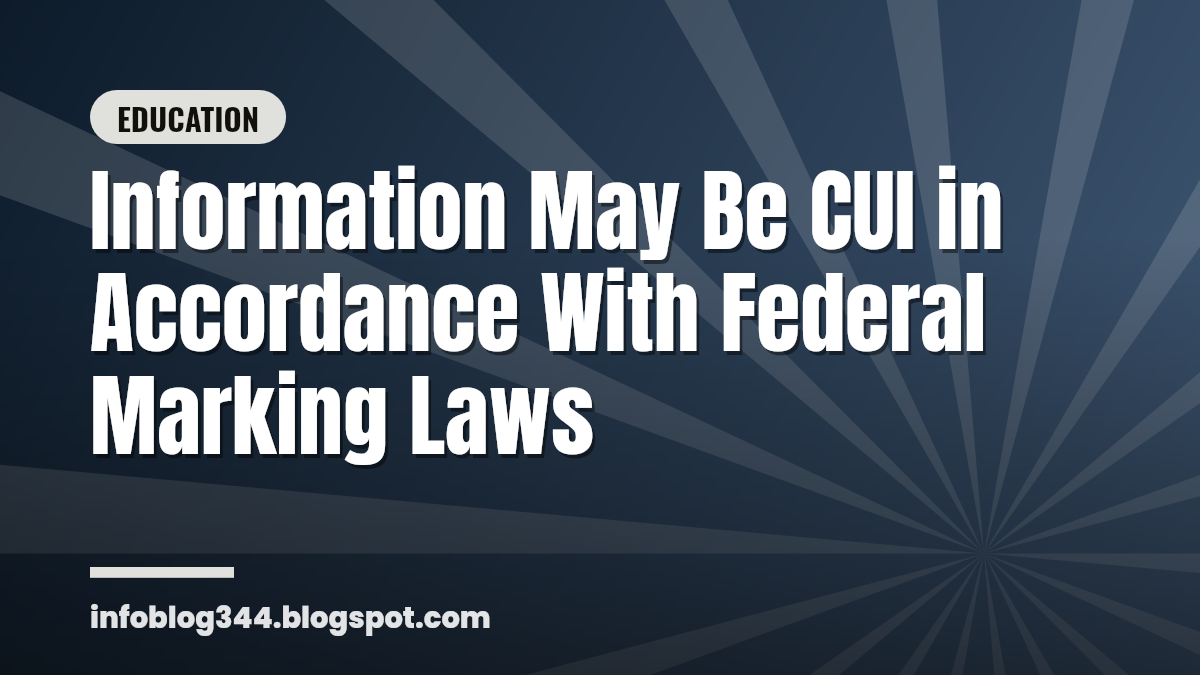 EDUCATION
Information May Be CUI in
Accordance With Federal
Marking Laws
infoblog344.blogspot.com